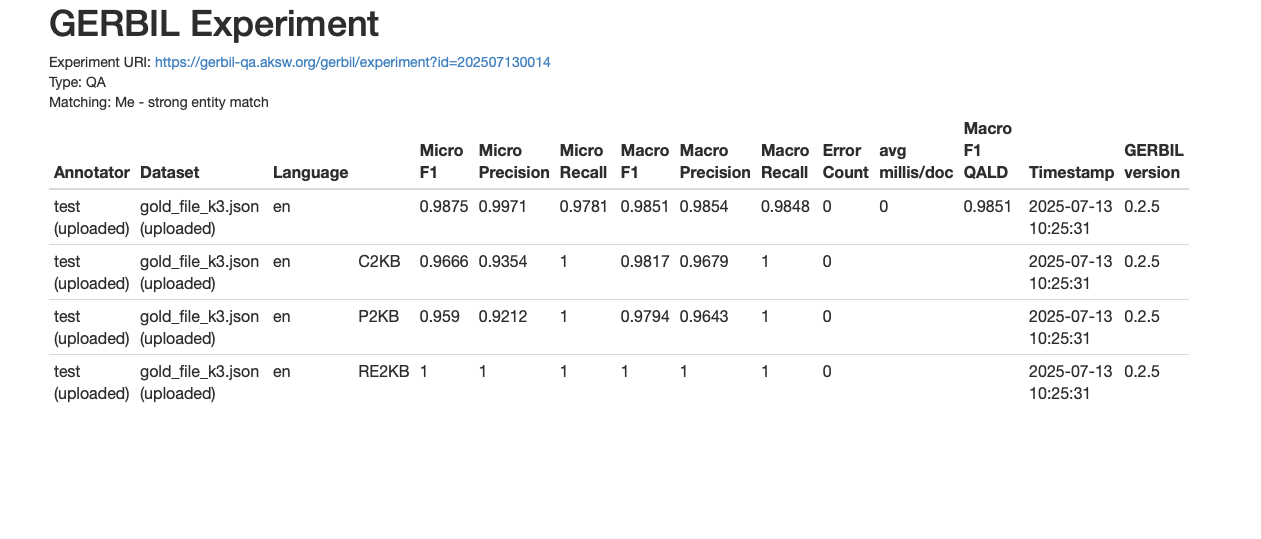 GERBIL Experiment
Experiment URI: https://gerbil-qa.aksw.org/gerbil/experiment?id=202507130014
Type: QA
Matching: Me - strong entity match
Annotator Dataset Language Micro F1 Micro Precision Micro Recall Macro F1 Macro Precision Macro Recall Error Count avg millis/doc Macro F1 QALD Timestamp GERBIL version
test (uploaded) gold_file_k3.json (uploaded) en 0.9875 0.9971 0.9781 0.9851 0.9854 0.9848 0 0 0.9851 2025-07-13 10:25:31 0.2.5
test (uploaded) gold_file_k3.json (uploaded) en C2KB 0.9666 0.9354 1 0.9817 0.9679 1 0 2025-07-13 10:25:31 0.2.5
test (uploaded) gold_file_k3.json (uploaded) en P2KB 0.959 0.9212 1 0.9794 0.9643 1 0 2025-07-13 10:25:31 0.2.5
test (uploaded) gold_file_k3.json (uploaded) en RE2KB 1 1 1 1 1 1 0 2025-07-13 10:25:31 0.2.5